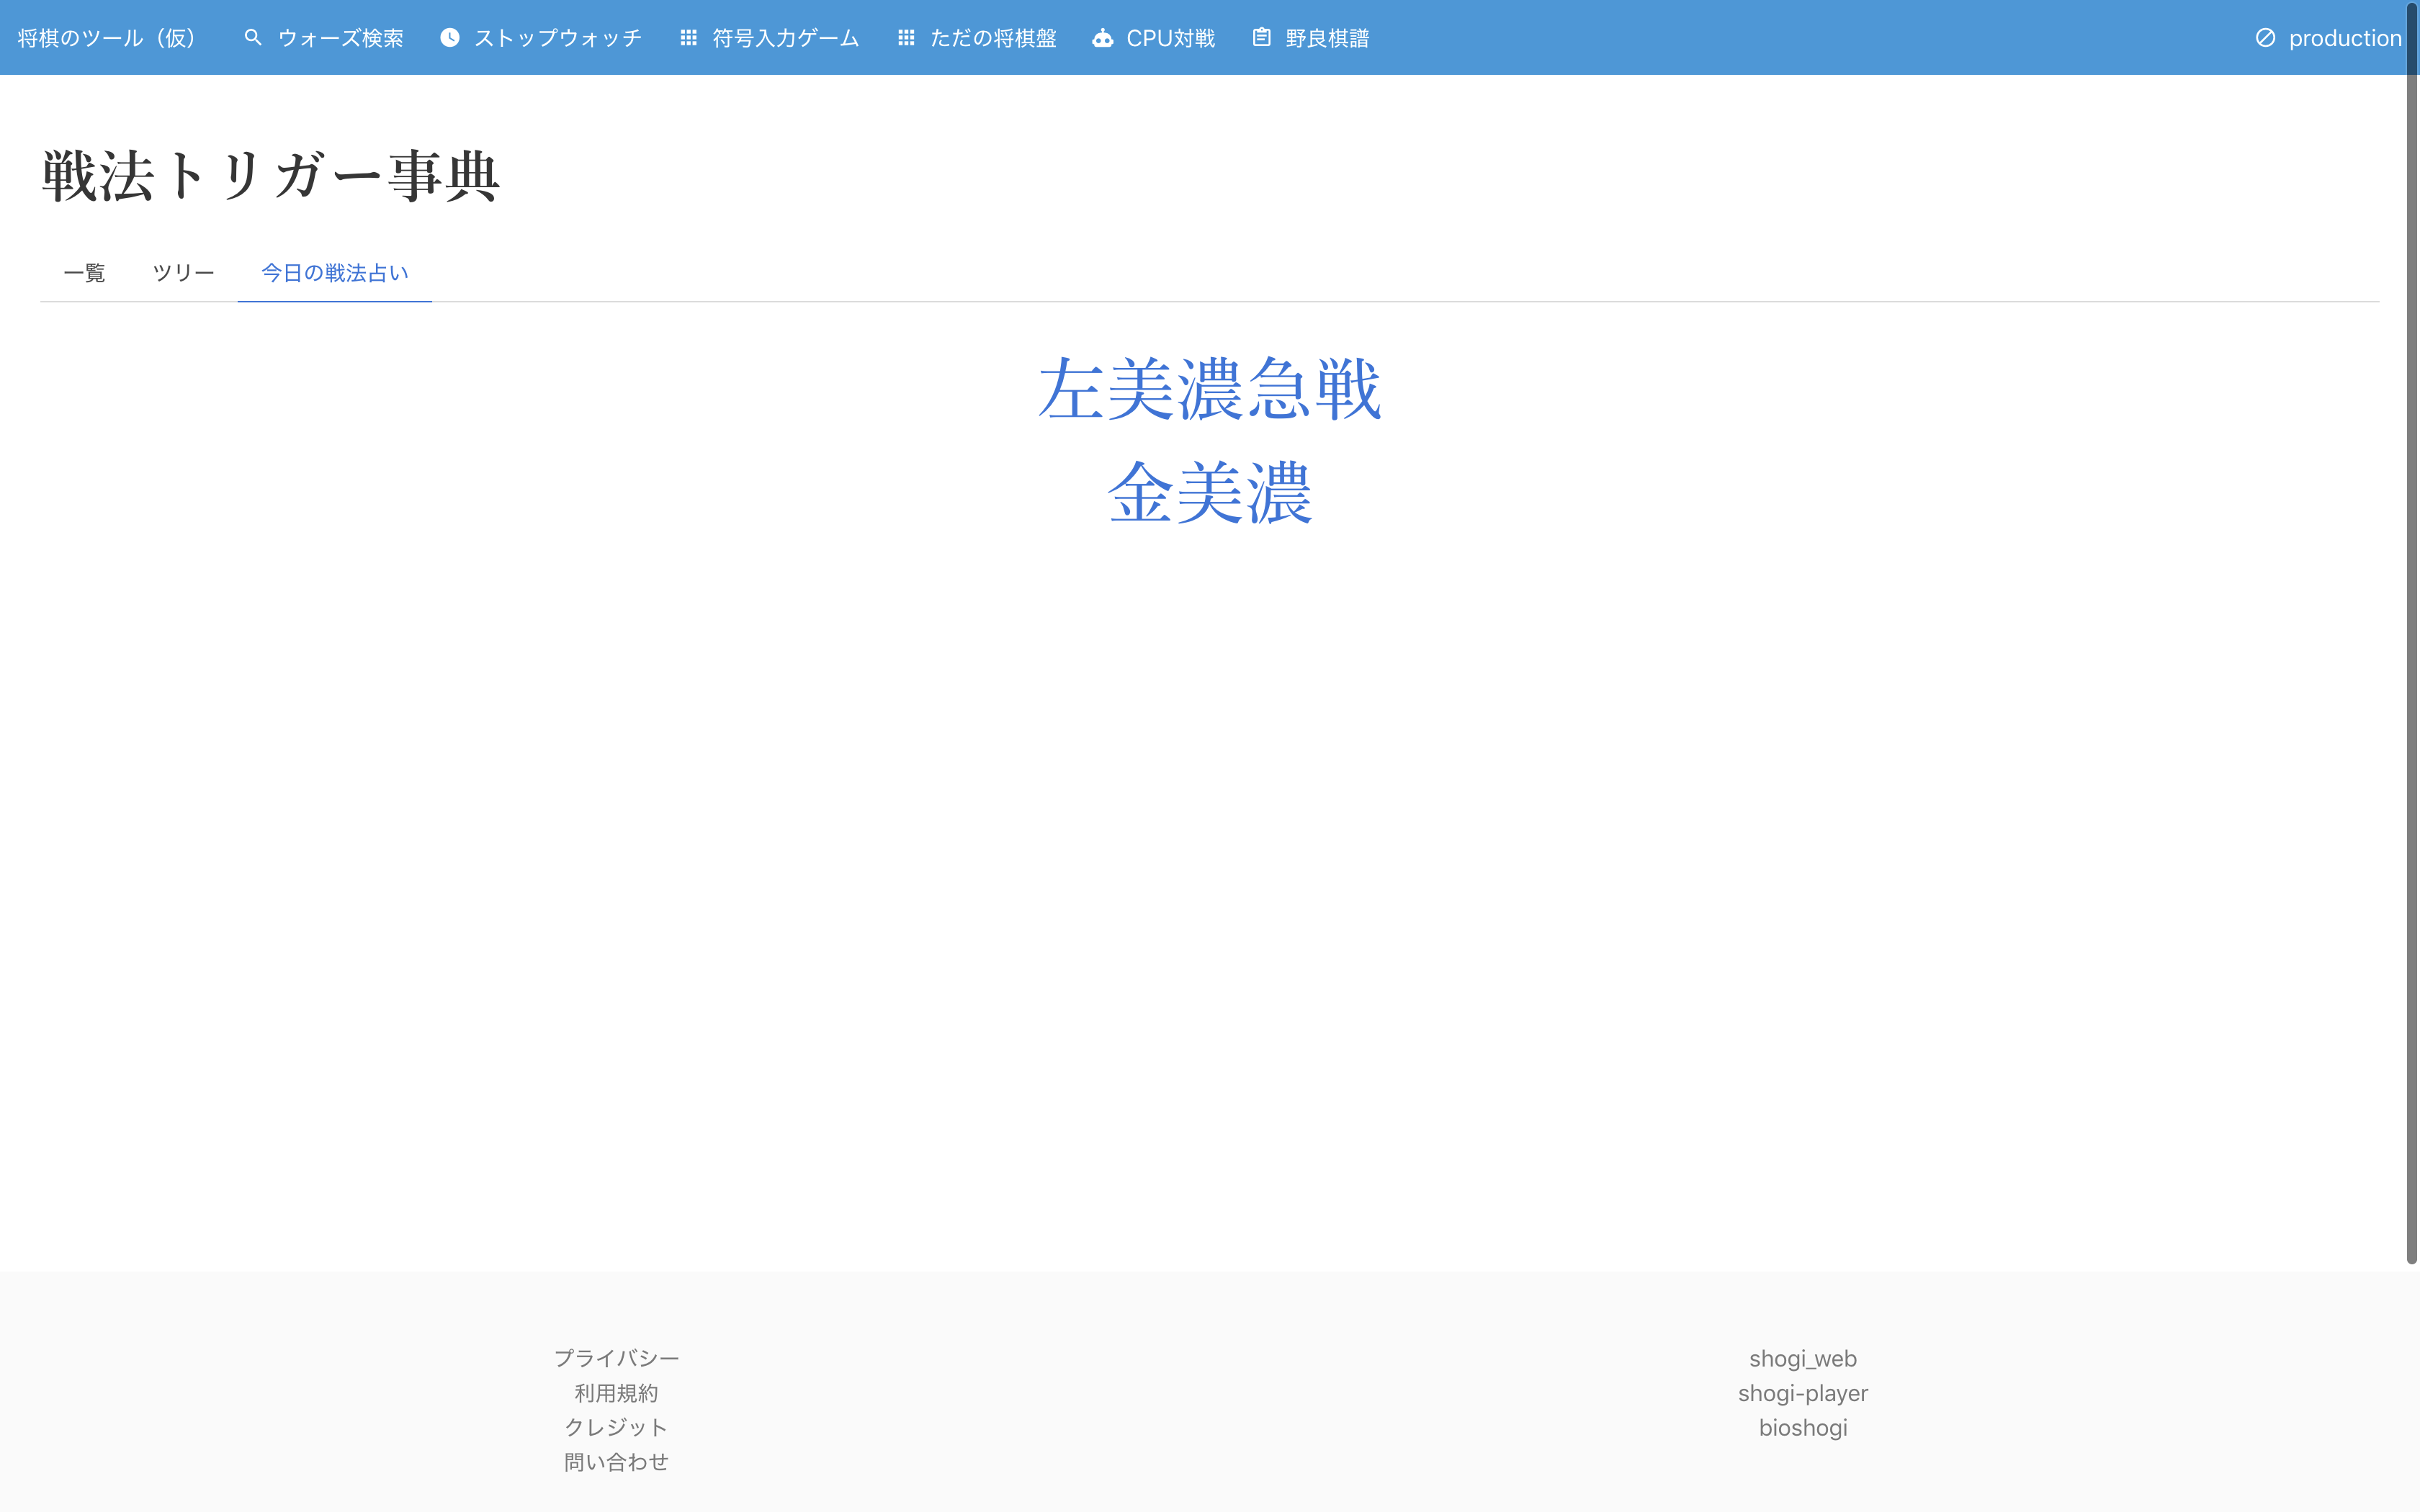 将棋のツール（仮） ウォーズ検索 ストップウォッチ 符号入力ゲーム ただの将棋盤 CPU対戦 野良棋譜 production
戦法トリガー事典
一覧 ツリー 今日の戦法占い
左美濃急戦
金美濃
プライバシー
利用規約
クレジット
問い合わせ
shogi_web
shogi-player
bioshogi